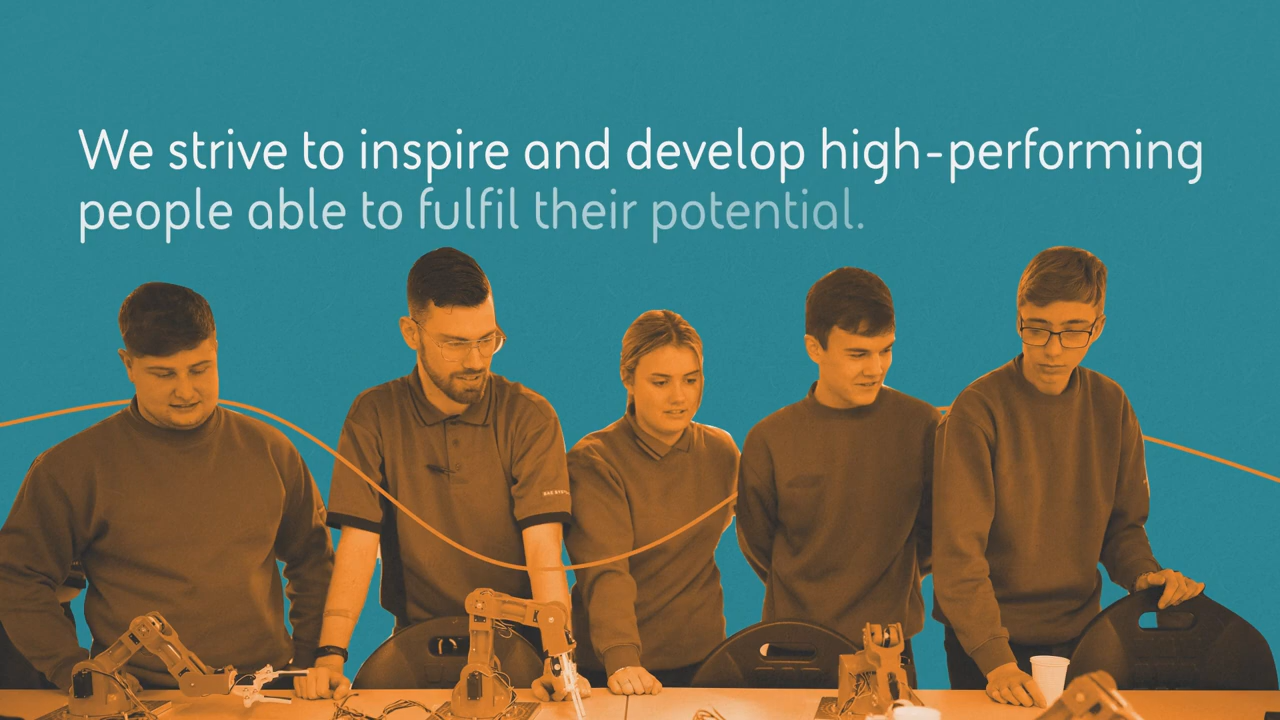 We strive to inspire and develop high-performing
people able to fulfil their potential.